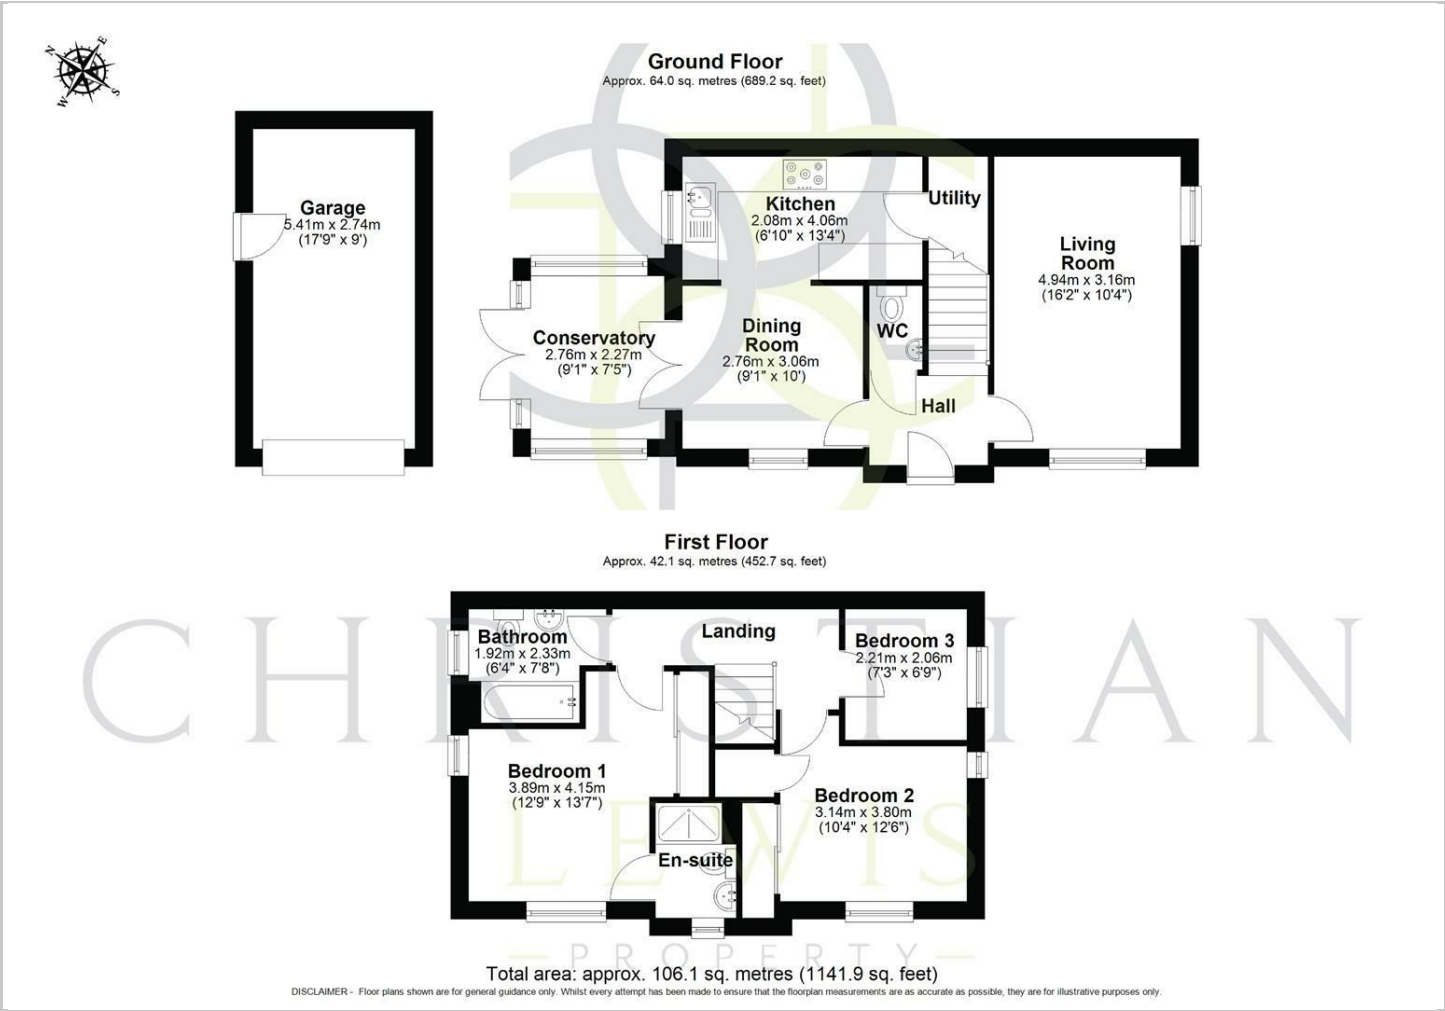 N
E
W
S
Ground Floor
Approx. 64.0 sq. metres (689.2 sq. feet)
Garage
5.41m x 2.74m
(17'9" x 9')
Kitchen
2.08m x 4.06m
(6'10" x 13'4")
Utility
Living
Room
4.94m x 3.16m
(16'2" x 10'4")
Conservatory
2.76m x 2.27m
(9'1" x 7'5")
Dining
Room
2.76m x 3.06m
(9'1" x 10')
WC
Hall
First Floor
Approx. 42.1 sq. metres (452.7 sq. feet)
CHRISTIAN
Bathroom
1.92m x 2.33m
(6'4" x 7'8")
Landing
Bedroom 3
2.21m x 2.06m
(7'3" x 6'9")
Bedroom 1
3.89m x 4.15m
(12'9" x 13'7")
Bedroom 2
3.14m x 3.80m
(10'4" x 12'6")
LEWIS
En-suite
PROPERTY
Total area: approx. 106.1 sq. metres (1141.9 sq. feet)
DISCLAIMER - Floor plans shown are for general guidance only. Whilst every attempt has been made to ensure that the floorplan measurements are as accurate as possible, they are for illustrative purposes only.